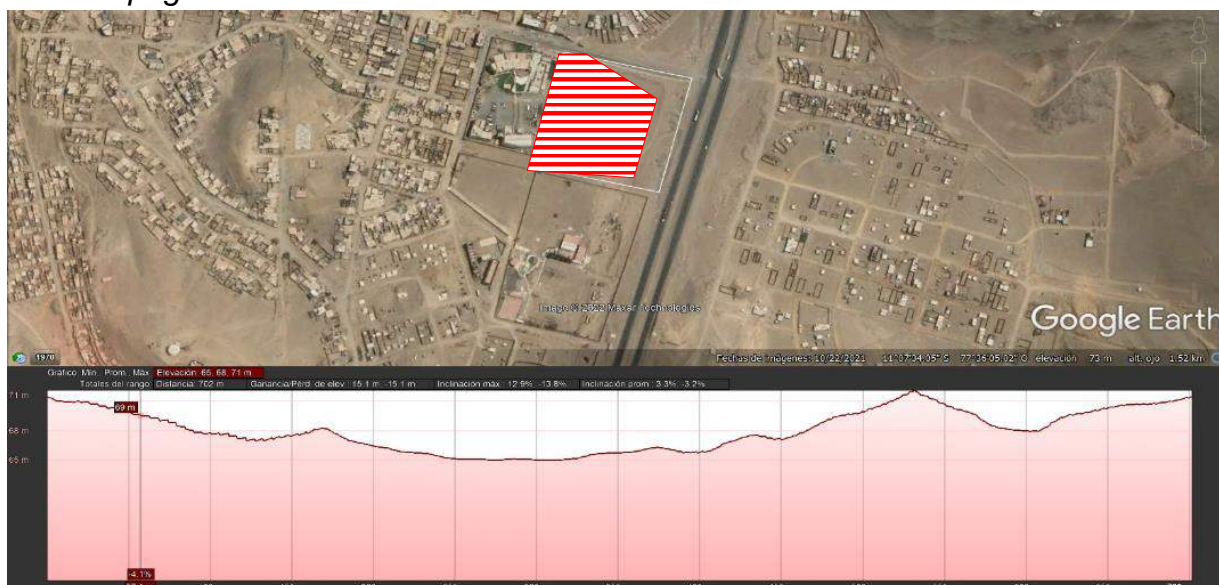 Image © 2022 Maxar Technologies
Google Earth
1970
Fechas de imágenes: 10/22/2021 11°07'34.05" S 77°36'05.02" O elevación 73 m alt. ojo 1.52 km
Gráfico: Mín., Prom., Máx. Elevación: 65, 68, 71 m
Totales del rango: Distancia: 702 m Ganancia/Pérd. de elev.: 15.1 m, -15.1 m Inclinación máx.: 12.9%, -13.8% Inclinación prom.: 3.3%, -3.2%
71 m
69 m
68 m
65 m
-4.1%